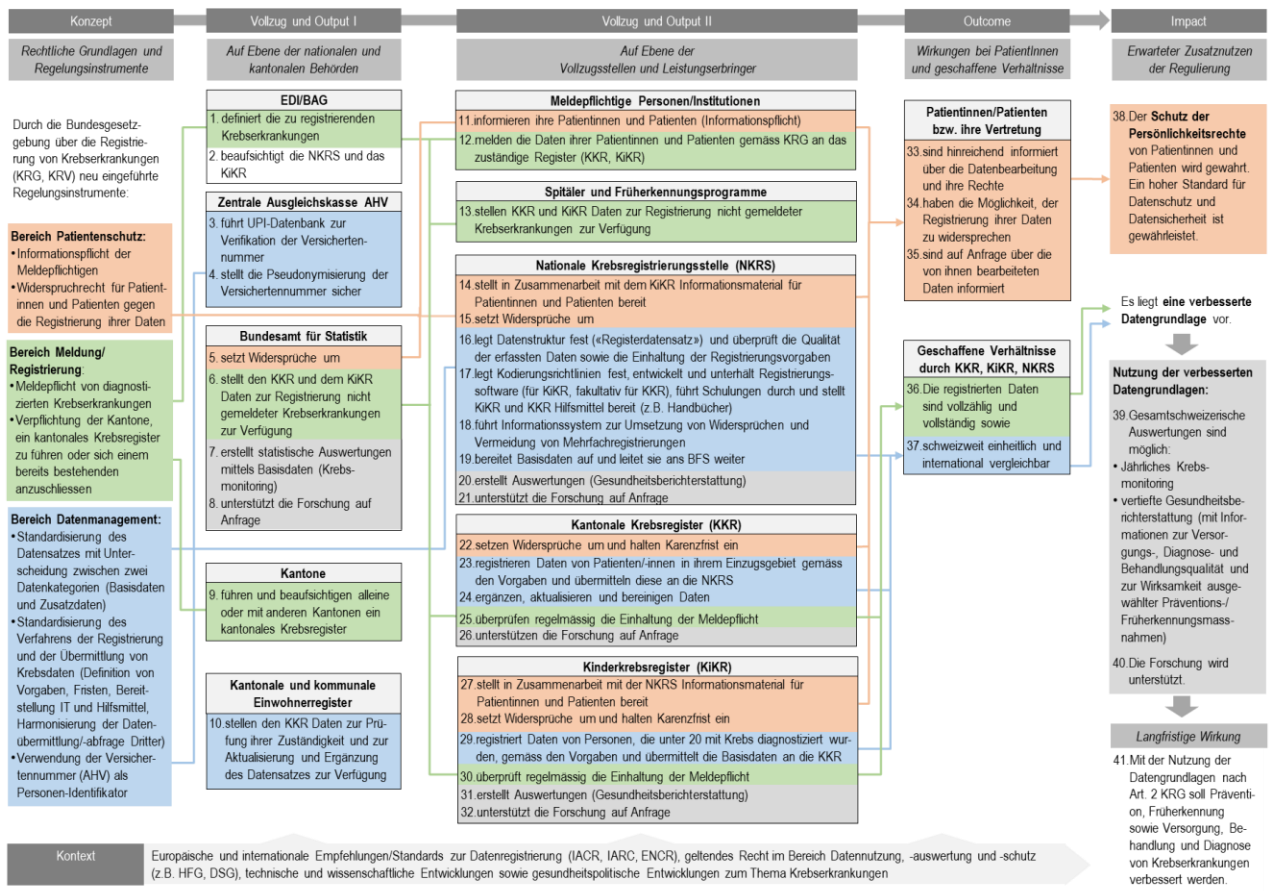 Konzept
Rechtliche Grundlagen und
Regelungsinstrumente
Durch die Bundesgesetz-
gebung über die Registrie-
rung von Krebserkrankungen
(KRG, KRV) neu eingeführte
Regelungsinstrumente:
Bereich Patientenschutz:
•Informationspflicht der
Meldepflichtigen
•Widerspruchrecht für Patient-
innen und Patienten gegen
die Registrierung ihrer Daten
Bereich Meldung/
Registrierung:
•Meldepflicht von diagnosti-
zierten Krebserkrankungen
•Verpflichtung der Kantone,
ein kantonales Krebsregister
zu führen oder sich einem
bereits bestehenden
anzuschliessen
Bereich Datenmanagement:
•Standardisierung des
Datensatzes mit Unter-
scheidung zwischen zwei
Datenkategorien (Basisdaten
und Zusatzdaten)
•Standardisierung des
Verfahrens der Registrierung
und der Übermittlung von
Krebsdaten (Definition von
Vorgaben, Fristen, Bereit-
stellung IT und Hilfsmittel,
Harmonisierung der Daten-
übermittlung/-abfrage Dritter)
•Verwendung der Versicher-
tennummer (AHV) als
Personen-Identifikator
Vollzug und Output I
Auf Ebene der nationalen und
kantonalen Behörden
EDI/BAG
1. definiert die zu registrierenden
Krebserkrankungen
2. beaufsichtigt die NKRS und das
KiKR
Zentrale Ausgleichskasse AHV
3. führt UPI-Datenbank zur
Verifikation der Versicherten-
nummer
4. stellt die Pseudonymisierung der
Versichertennummer sicher
Bundesamt für Statistik
5. setzt Widersprüche um
6. stellt den KKR und dem KiKR
Daten zur Registrierung nicht
gemeldeter Krebserkrankungen
zur Verfügung
7. erstellt statistische Auswertungen
mittels Basisdaten (Krebs-
monitoring)
8. unterstützt die Forschung auf
Anfrage
Kantone
9. führen und beaufsichtigen alleine
oder mit anderen Kantonen ein
kantonales Krebsregister
Kantonale und kommunale
Einwohnerregister
10. stellen den KKR Daten zur Prü-
fung ihrer Zuständigkeit und zur
Aktualisierung und Ergänzung
des Datensatzes zur Verfügung
Vollzug und Output II
Auf Ebene der
Vollzugsstellen und Leistungserbringer
Meldepflichtige Personen/Institutionen
11. informieren ihre Patientinnen und Patienten (Informationspflicht)
12. melden die Daten ihrer Patientinnen und Patienten gemäss KRG an das
zuständige Register (KKR, KiKR)
Spitäler und Früherkennungsprogramme
13. stellen KKR und KiKR Daten zur Registrierung nicht gemeldeter
Krebserkrankungen zur Verfügung
Nationale Krebsregistrierungsstelle (NKRS)
14. stellt in Zusammenarbeit mit dem KiKR Informationsmaterial für
Patientinnen und Patienten bereit
15. setzt Widersprüche um
16. legt Datenstruktur fest («Registerdatensatz») und überprüft die Qualität
der erfassten Daten sowie die Einhaltung der Registrierungsvorgaben
17. legt Kodierungsrichtlinien fest, entwickelt und unterhält Registrierungs-
software (für KiKR, fakultativ für KKR), führt Schulungen durch und stellt
KiKR und KKR Hilfsmittel bereit (z.B. Handbücher)
18. führt Informationssystem zur Umsetzung von Widersprüchen und
Vermeidung von Mehrfachregistrierungen
19. bereitet Basisdaten auf und leitet sie ans BFS weiter
20. erstellt Auswertungen (Gesundheitsberichterstattung)
21. unterstützt die Forschung auf Anfrage
Kantonale Krebsregister (KKR)
22. setzen Widersprüche um und halten Karenzfrist ein
23. registrieren Daten von Patienten/-innen in ihrem Einzugsgebiet gemäss
den Vorgaben und übermitteln diese an die NKRS
24. ergänzen, aktualisieren und bereinigen Daten
25. überprüfen regelmässig die Einhaltung der Meldepflicht
26. unterstützen die Forschung auf Anfrage
Kinderkrebsregister (KiKR)
27. stellt in Zusammenarbeit mit der NKRS Informationsmaterial für
Patientinnen und Patienten bereit
28. setzt Widersprüche um und halten Karenzfrist ein
29. registriert Daten von Personen, die unter 20 mit Krebs diagnostiziert wur-
den, gemäss den Vorgaben und übermittelt die Basisdaten an die KKR
30. überprüft regelmässig die Einhaltung der Meldepflicht
31. erstellt Auswertungen (Gesundheitsberichterstattung)
32. unterstützt die Forschung auf Anfrage
Outcome
Wirkungen bei PatientInnen
und geschaffene Verhältnisse
Patientinnen/Patienten
bzw. ihre Vertretung
33. sind hinreichend informiert
über die Datenbearbeitung
und ihre Rechte
34. haben die Möglichkeit, der
Registrierung ihrer Daten
zu widersprechen
35. sind auf Anfrage über die
von ihnen bearbeiteten
Daten informiert
Geschaffene Verhältnisse
durch KKR, KiKR, NKRS
36. Die registrierten Daten
sind vollzählig und
vollständig sowie
37. schweizweit einheitlich und
international vergleichbar
Impact
Erwarteter Zusatznutzen
der Regulierung
38. Der Schutz der
Persönlichkeitsrechte
von Patientinnen und
Patienten wird gewahrt.
Ein hoher Standard für
Datenschutz und
Datensicherheit ist
gewährleistet.
Es liegt eine verbesserte
Datengrundlage vor.
Nutzung der verbesserten
Datengrundlagen:
39. Gesamtschweizerische
Auswertungen sind
möglich:
• Jährliches Krebs-
monitoring
• vertiefte Gesundheitsbe-
richterstattung (mit Infor-
mationen zur Versor-
gungs-, Diagnose- und
Behandlungsqualität und
zur Wirksamkeit ausge-
wählter Präventions-/
Früherkennungsmass-
nahmen)
40. Die Forschung wird
unterstützt.
Langfristige Wirkung
41. Mit der Nutzung der
Datengrundlagen nach
Art. 2 KRG soll Präventi-
on, Früherkennung
sowie Versorgung, Be-
handlung und Diagnose
von Krebserkrankungen
verbessert werden.
Kontext
Europäische und internationale Empfehlungen/Standards zur Datenregistrierung (IACR, IARC, ENCR), geltendes Recht im Bereich Datennutzung, -auswertung und -schutz
(z.B. HFG, DSG), technische und wissenschaftliche Entwicklungen sowie gesundheitspolitische Entwicklungen zum Thema Krebserkrankungen